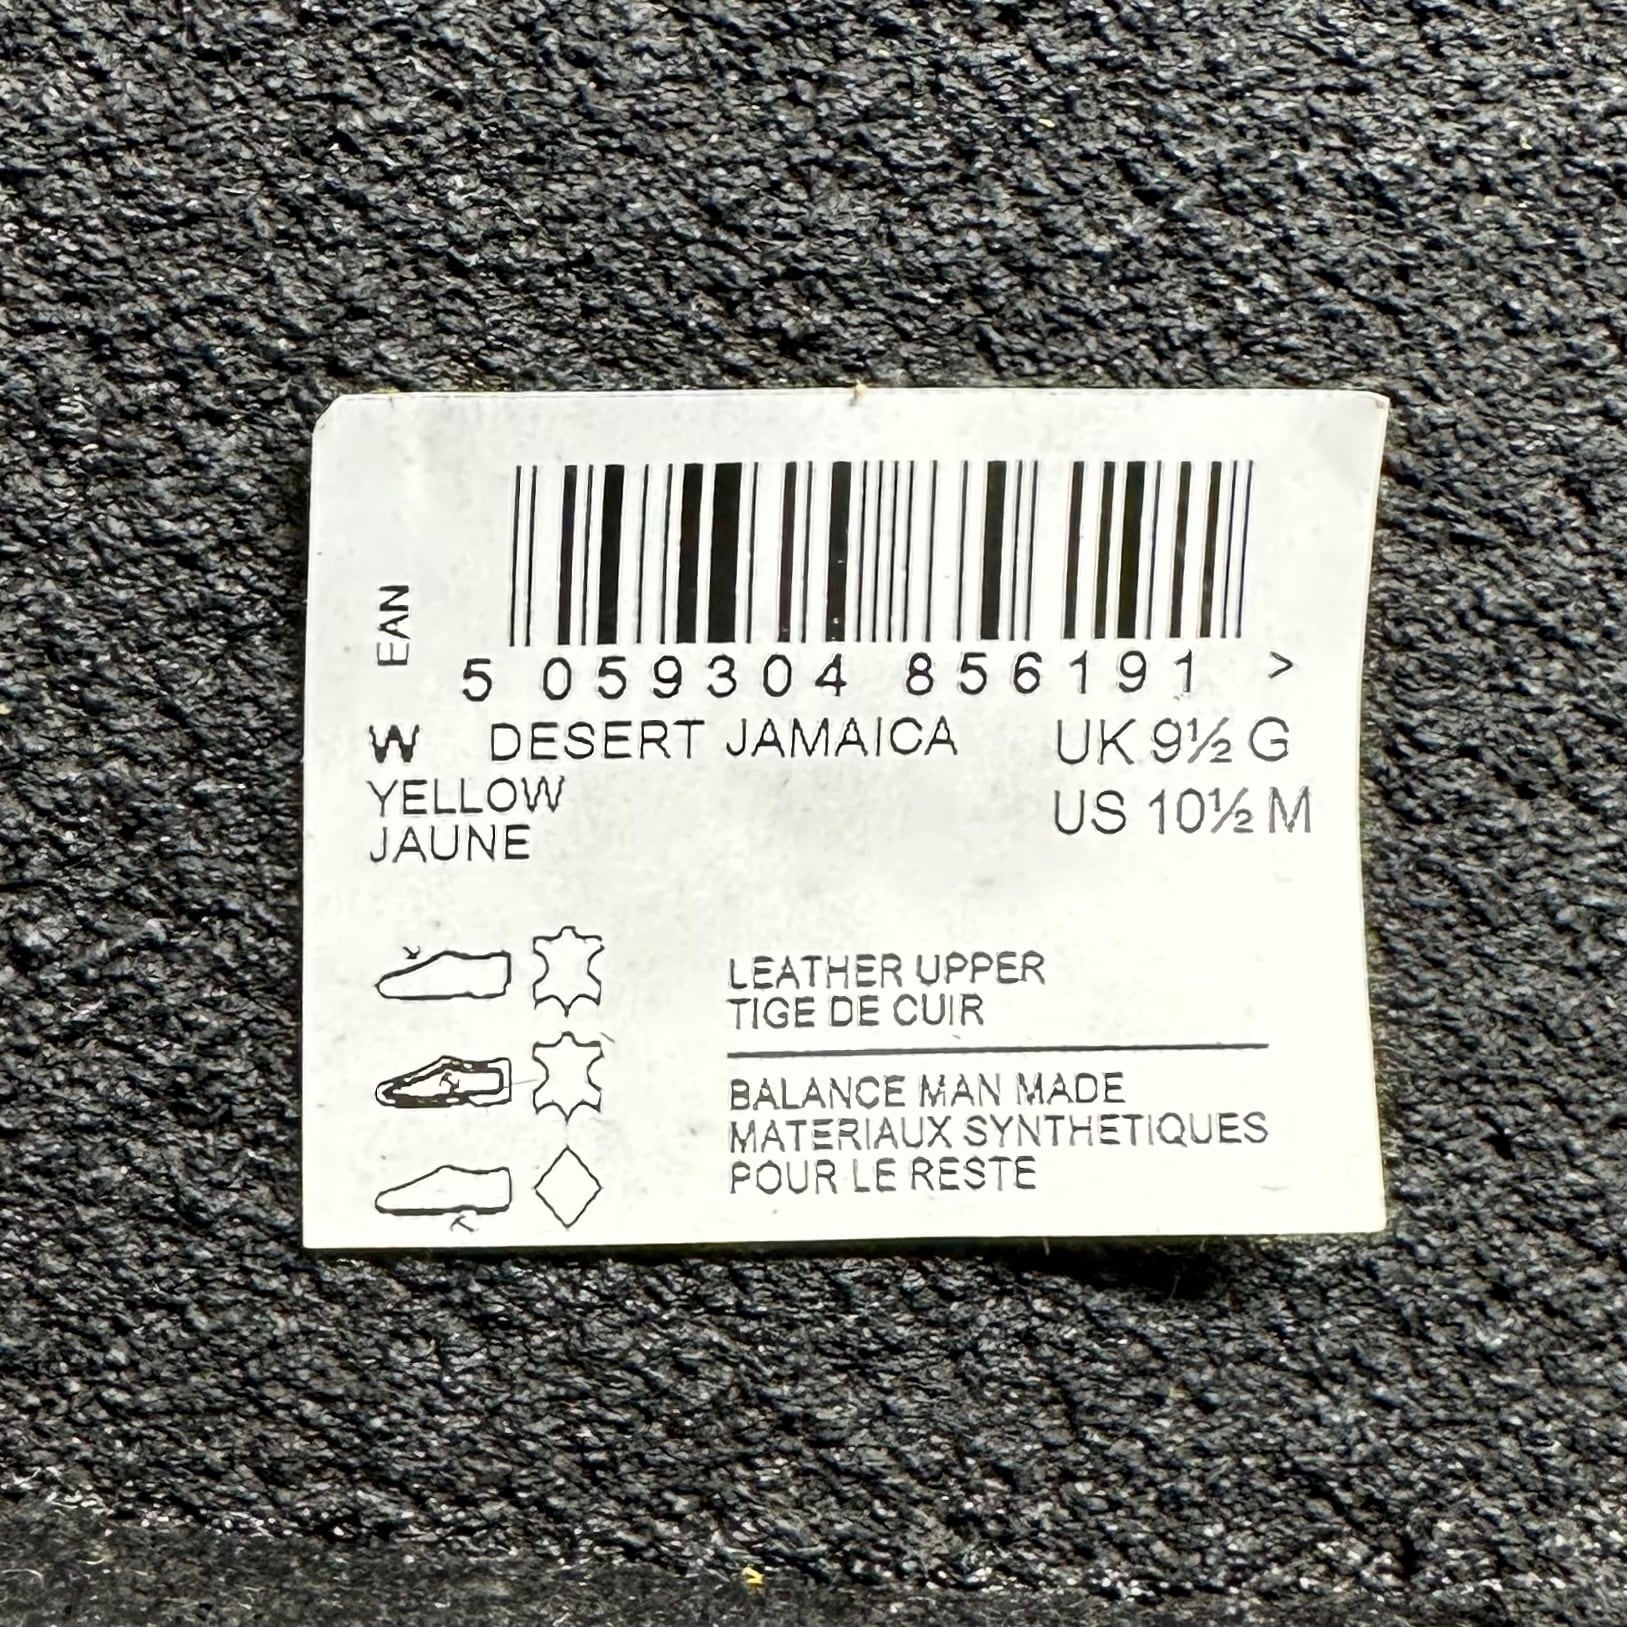 EAN
5 059304 856191 >
W DESERT JAMAICA UK 9½ G
YELLOW US 10½ M
JAUNE
LEATHER UPPER
TIGE DE CUIR
BALANCE MAN MADE
MATERIAUX SYNTHETIQUES
POUR LE RESTE